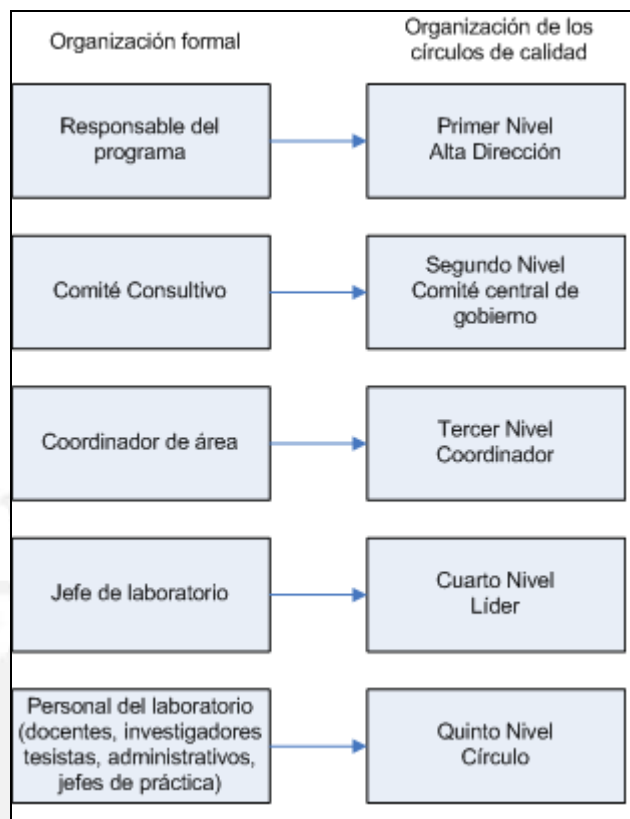 Organización formal
Organización de los
círculos de calidad
Responsable del
programa
Primer Nivel
Alta Dirección
Comité Consultivo
Segundo Nivel
Comité central de
gobierno
Coordinador de área
Tercer Nivel
Coordinador
Jefe de laboratorio
Cuarto Nivel
Líder
Personal del laboratorio
(docentes, investigadores
tesistas, administrativos,
jefes de práctica)
Quinto Nivel
Círculo